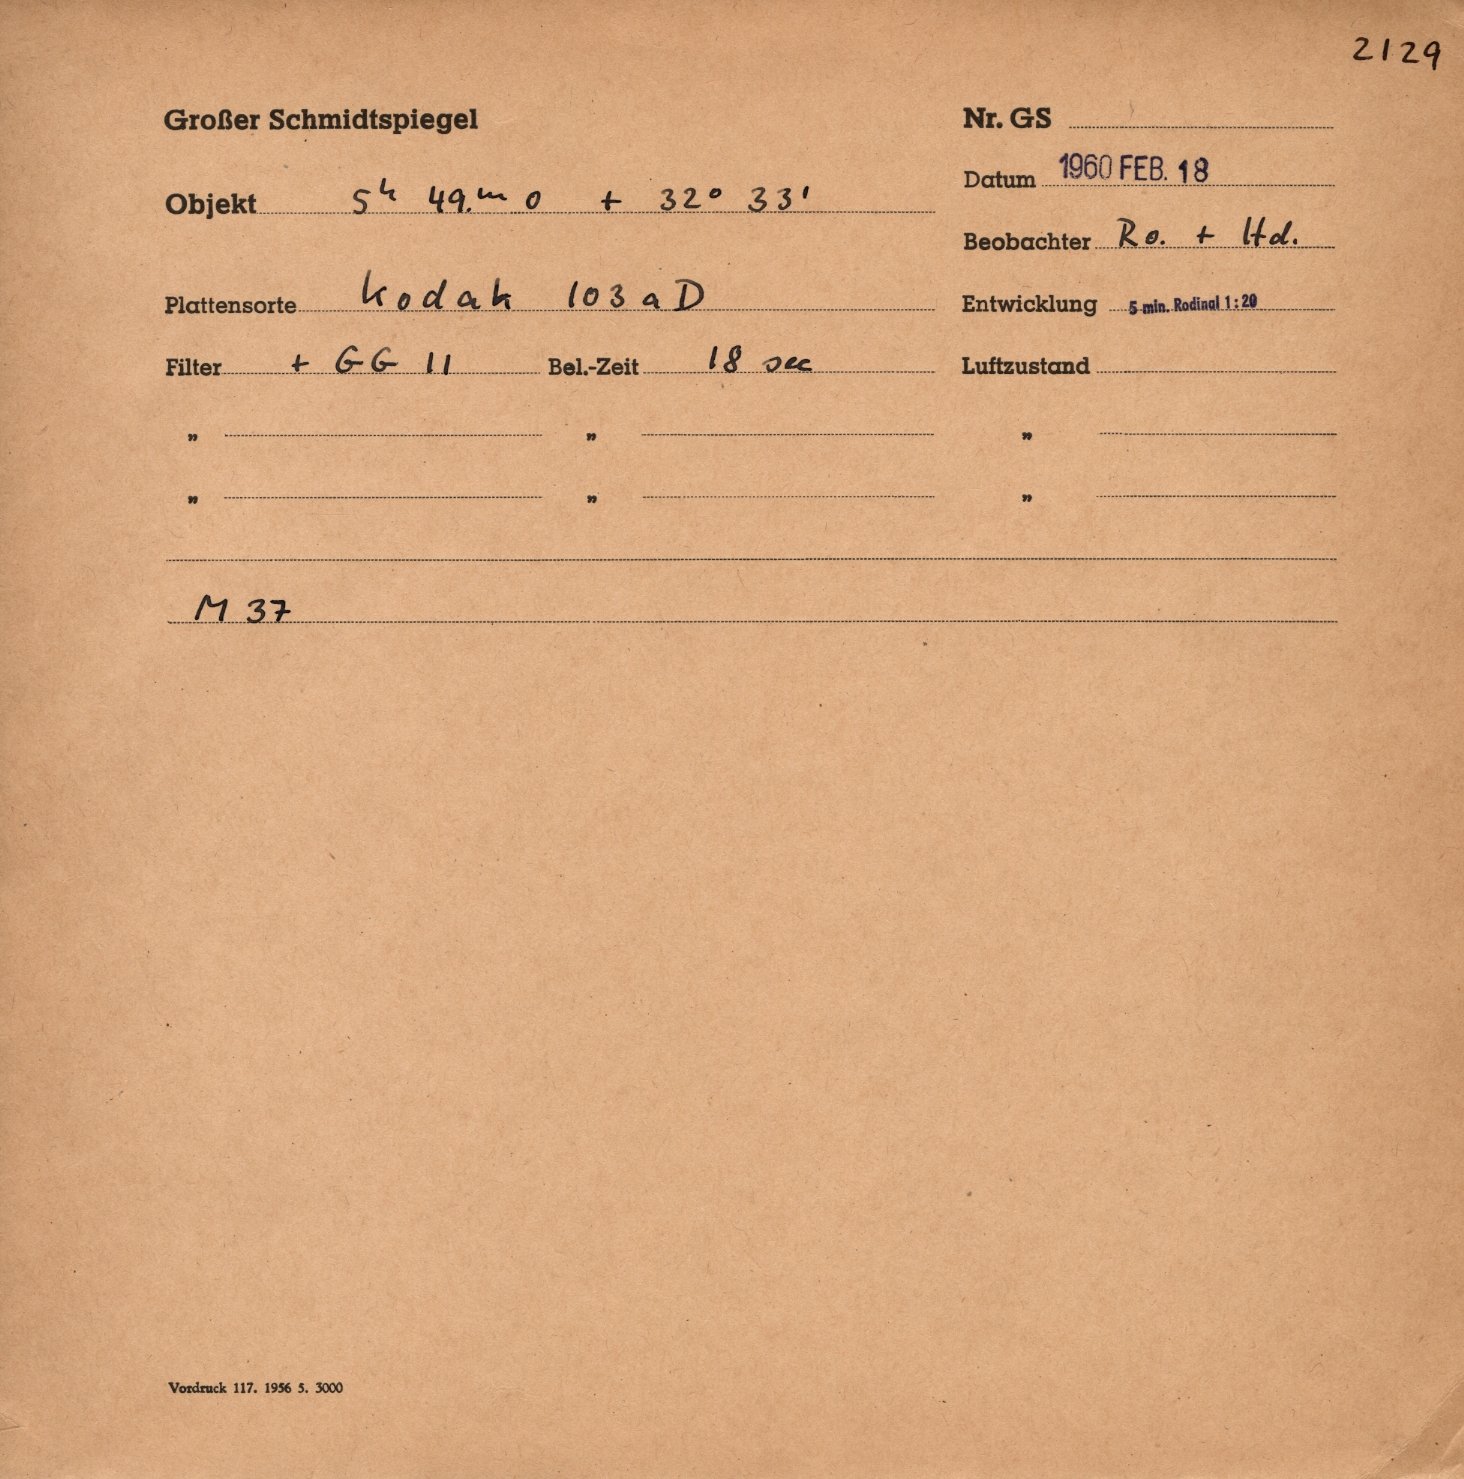 2129
Großer Schmidtspiegel Nr. GS
Datum 1960 FEB. 18
Objekt 5ʰ 49.ᵐ 0 + 32° 33'
Beobachter Ro. + Hd.
Plattensorte Kodak 103 a D Entwicklung 5 min. Rodinal 1:20
Filter + GG 11 Bel.-Zeit 18 sec Luftzustand
„ „ „
„ „ „
M 37
Vordruck 117. 1956 5. 3000